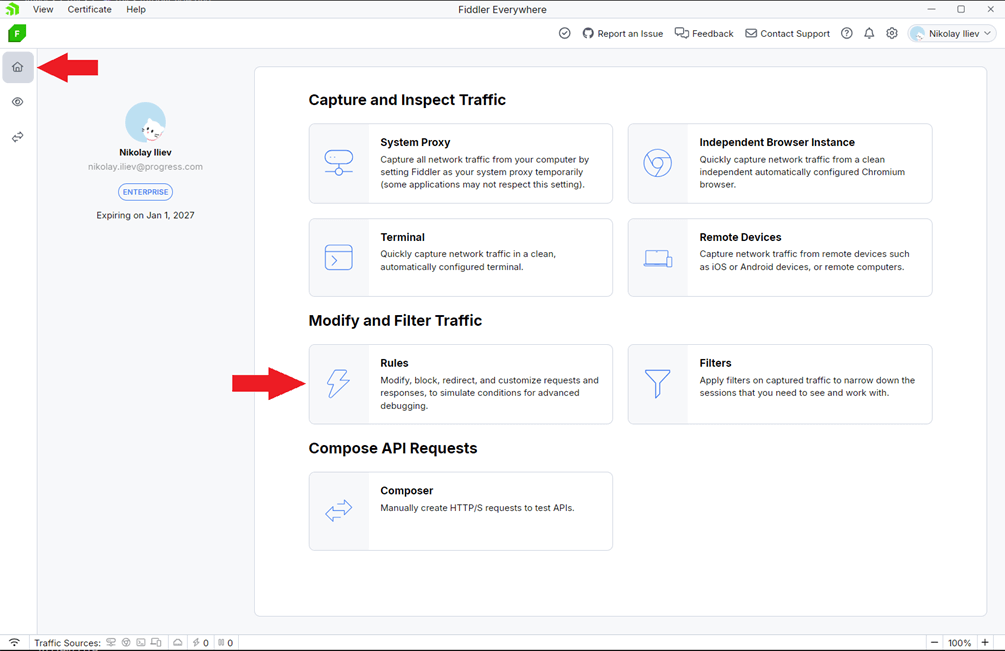 View Certificate Help
Fiddler Everywhere
F
Report an Issue Feedback Contact Support Nikolay Iliev
Nikolay Iliev
nikolay.iliev@progress.com
ENTERPRISE
Expiring on Jan 1, 2027
Capture and Inspect Traffic
System Proxy
Capture all network traffic from your computer by
setting Fiddler as your system proxy temporarily
(some applications may not respect this setting).
Independent Browser Instance
Quickly capture network traffic from a clean
independent automatically configured Chromium
browser.
Terminal
Quickly capture network traffic in a clean,
automatically configured terminal.
Remote Devices
Capture network traffic from remote devices such
as iOS or Android devices, or remote computers.
Modify and Filter Traffic
Rules
Modify, block, redirect, and customize requests and
responses, to simulate conditions for advanced
debugging.
Filters
Apply filters on captured traffic to narrow down the
sessions that you need to see and work with.
Compose API Requests
Composer
Manually create HTTP/S requests to test APIs.
Traffic Sources: 0 0 100%